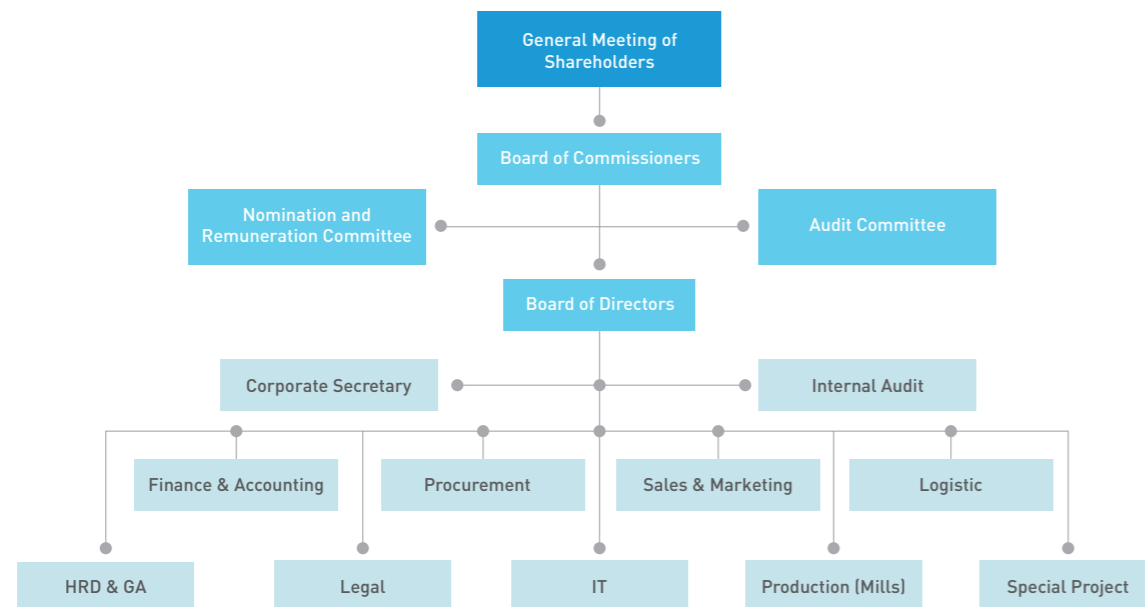 General Meeting of
Shareholders
Board of Commissioners
Nomination and
Remuneration Committee
Audit Committee
Board of Directors
Corporate Secretary
Internal Audit
Finance & Accounting
Procurement
Sales & Marketing
Logistic
HRD & GA
Legal
IT
Production (Mills)
Special Project